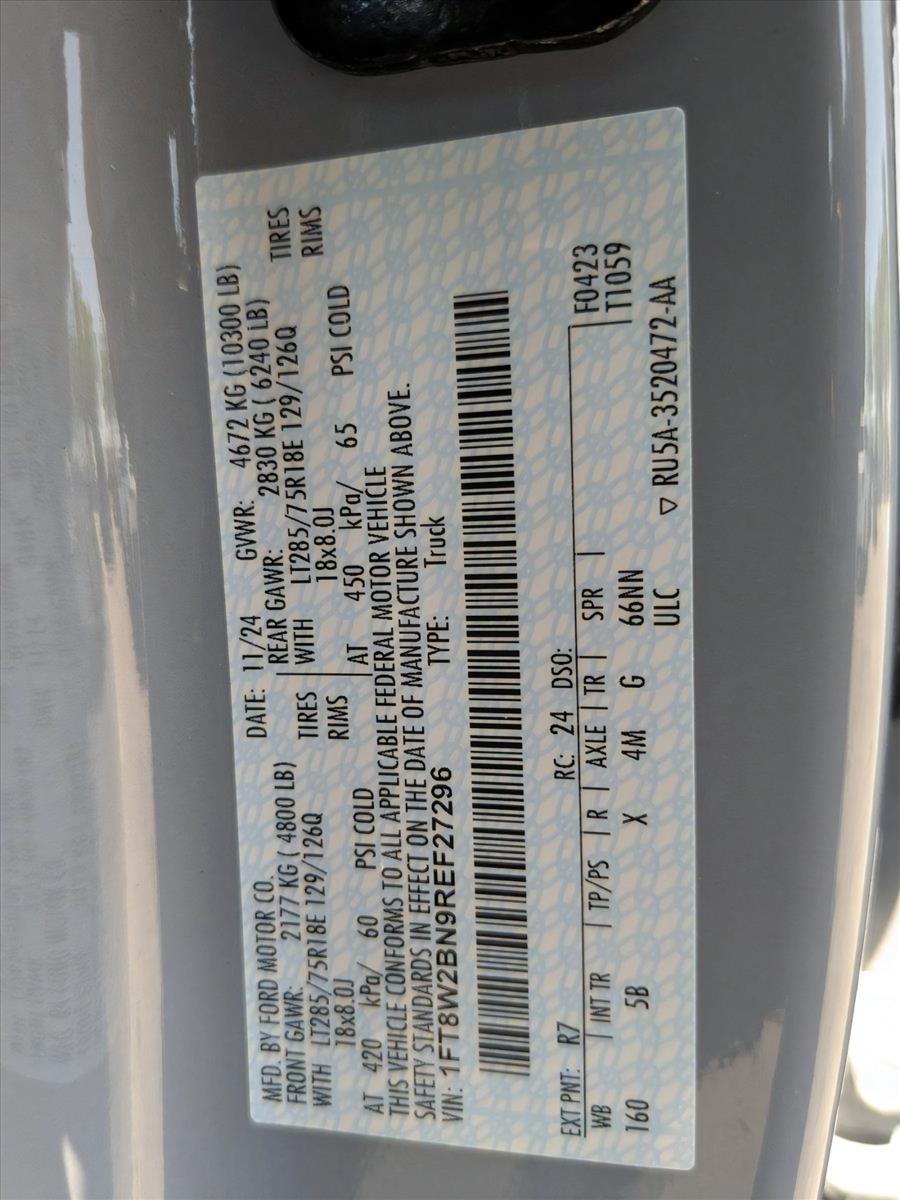 MFD. BY FORD MOTOR CO. DATE: 11/24 GVWR: 4672 KG (10300 LB)
FRONT GAWR: 2177 KG ( 4800 LB) REAR GAWR: 2830 KG ( 6240 LB)
WITH LT285/75R18E 129/126Q TIRES WITH LT285/75R18E 129/126Q TIRES
18x8.0J RIMS 18x8.0J RIMS
AT 420 kPa/ 60 PSI COLD AT 450 kPa/ 65 PSI COLD
THIS VEHICLE CONFORMS TO ALL APPLICABLE FEDERAL MOTOR VEHICLE
SAFETY STANDARDS IN EFFECT ON THE DATE OF MANUFACTURE SHOWN ABOVE.
VIN: 1FT8W2BN9REF27296 TYPE: Truck
EXT PNT: R7 RC: 24 DSO: F0423
WB INT TR TP/PS R AXLE TR SPR T1059
160 5B X 4M G 66NN
ULC ▽ RU5A-3520472-AA